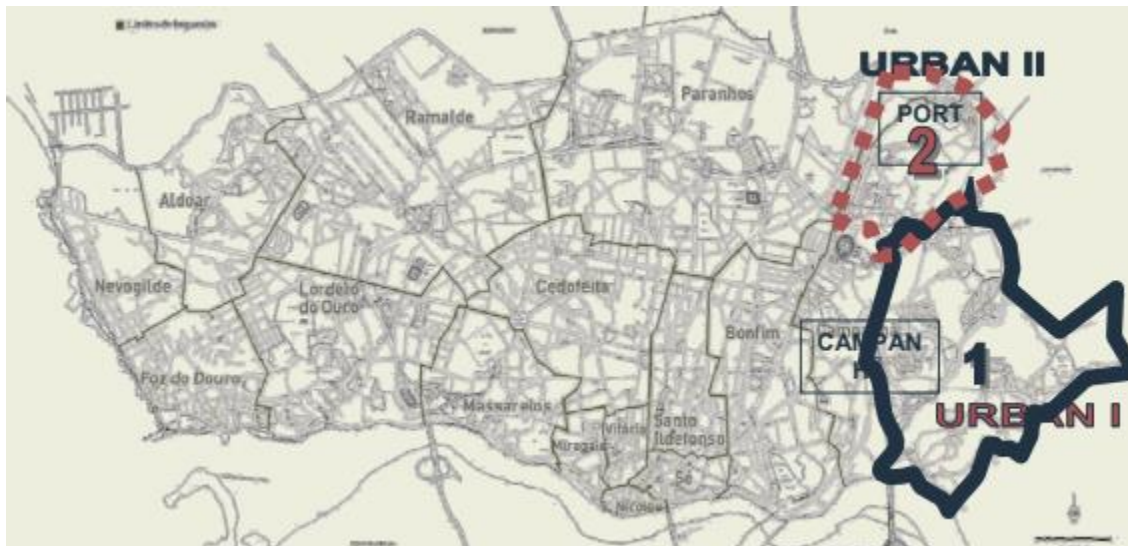 URBAN II
PORT
2
Paranhos
Ramalde
Aldoar
Nevogilde
Lordelo
do Ouro
Cedofeita
Bonfim
CAMPAN
H
1
URBAN I
Foz do Douro
Massarelos
Miragaia
Vitória
Santo
Ildefonso
Sé
S. Nicolau